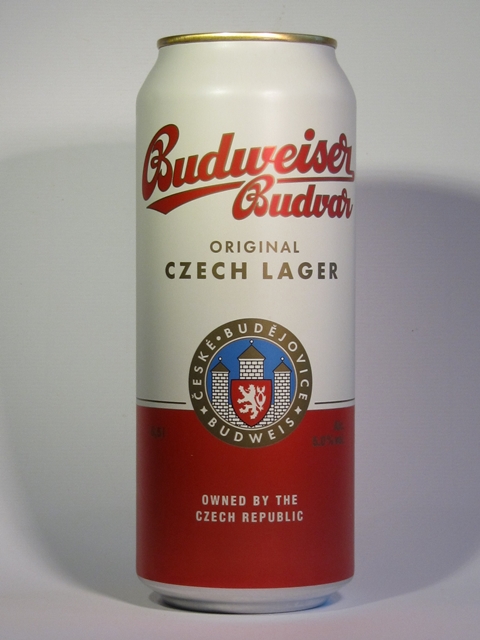 Budweiser
Budvar
ORIGINAL
CZECH LAGER
ČESKÉ • BUDĚJOVICE
BUDWEIS
OWNED BY THE
CZECH REPUBLIC